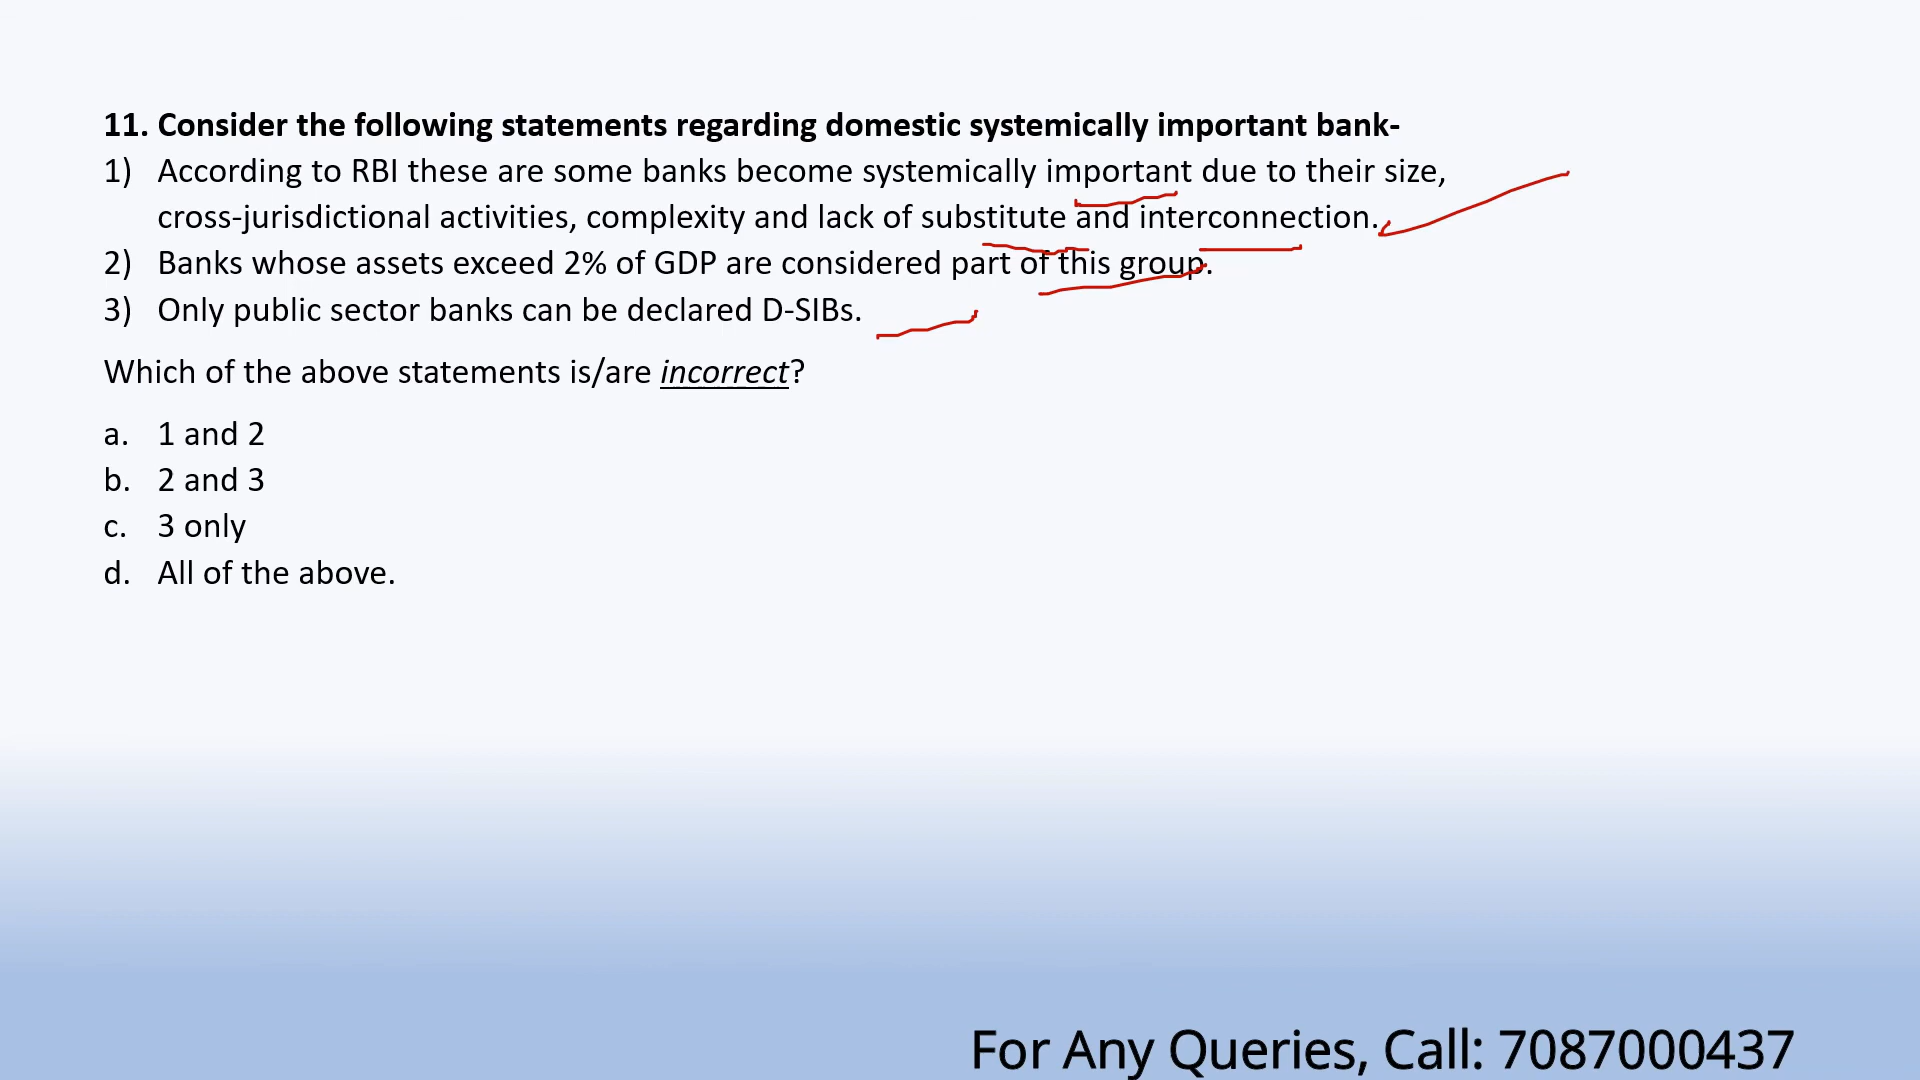 11. Consider the following statements regarding domestic systemically important bank-
1) According to RBI these are some banks become systemically important due to their size,
cross-jurisdictional activities, complexity and lack of substitute and interconnection.
2) Banks whose assets exceed 2% of GDP are considered part of this group.
3) Only public sector banks can be declared D-SIBs.
Which of the above statements is/are incorrect?
a. 1 and 2
b. 2 and 3
c. 3 only
d. All of the above.
For Any Queries, Call: 7087000437